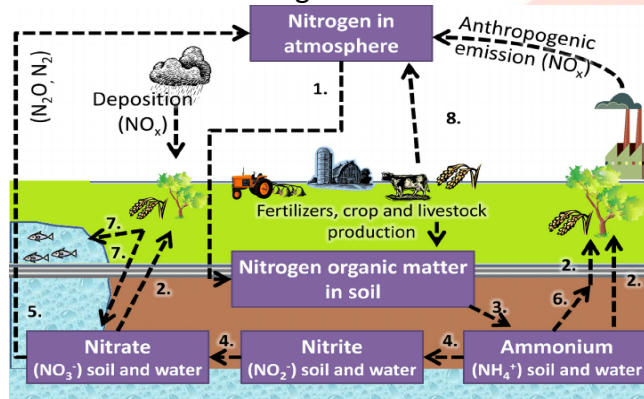 Nitrogen in
atmosphere
Anthropogenic
emission (NOₓ)
(N₂O, N₂)
Deposition
(NOₓ)
1.
8.
Fertilizers, crop and livestock
production
7.
7.
2.
Nitrogen organic matter
in soil
2.
2.
3.
6.
5.
4.
4.
Nitrate
(NO₃⁻) soil and water
Nitrite
(NO₂⁻) soil and water
Ammonium
(NH₄⁺) soil and water